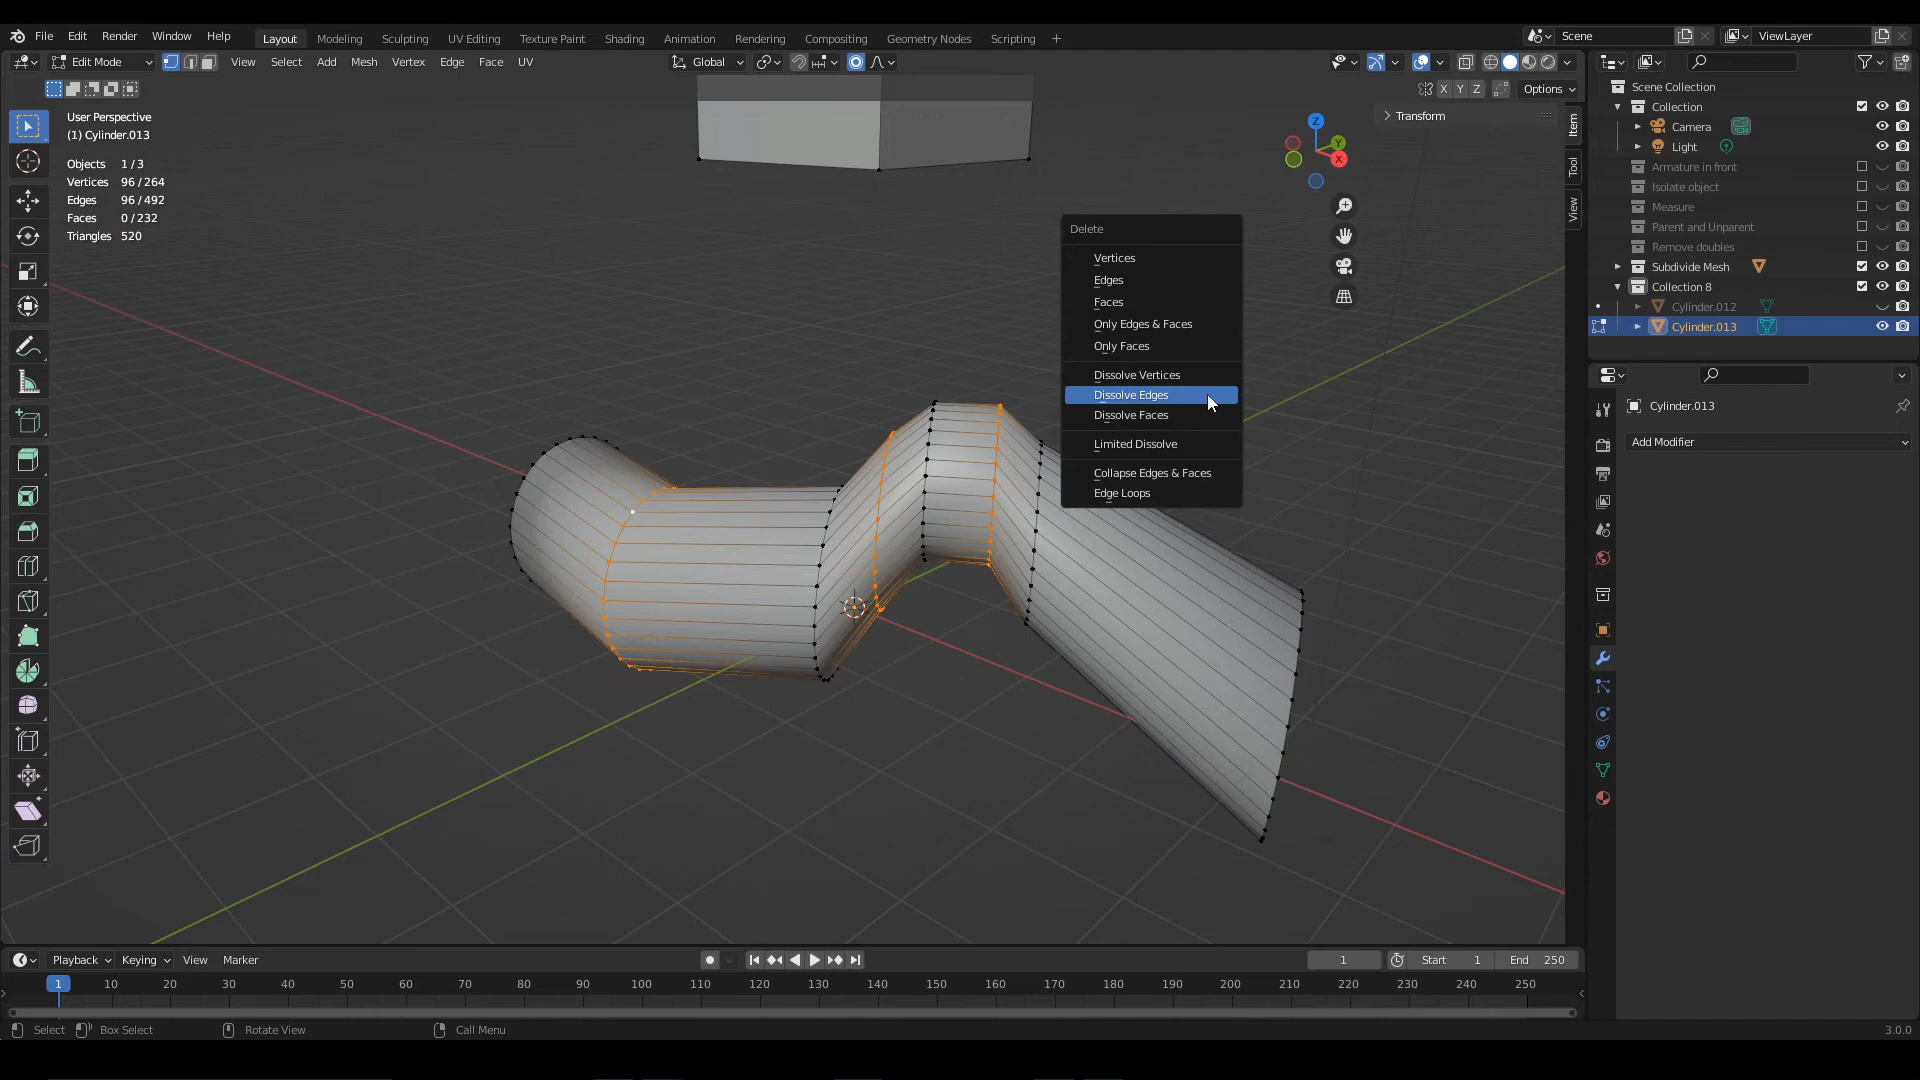 File Edit Render Window Help Layout Modeling Sculpting UV Editing Texture Paint Shading Animation Rendering Compositing Geometry Nodes Scripting + Scene ViewLayer
Edit Mode View Select Add Mesh Vertex Edge Face UV Global
X Y Z Options
User Perspective
(1) Cylinder.013
Objects 1 / 3
Vertices 96 / 264
Edges 96 / 492
Faces 0 / 232
Triangles 520
Transform
Item
Tool
View
Z
Y
X
Delete
Vertices
Edges
Faces
Only Edges & Faces
Only Faces
Dissolve Vertices
Dissolve Edges
Dissolve Faces
Limited Dissolve
Collapse Edges & Faces
Edge Loops
Scene Collection
Collection
Camera
Light
Armature in front
Isolate object
Measure
Parent and Unparent
Remove doubles
Subdivide Mesh
Collection 8
Cylinder.012
Cylinder.013
Cylinder.013
Add Modifier
Playback Keying View Marker 1 Start 1 End 250
1 10 20 30 40 50 60 70 80 90 100 110 120 130 140 150 160 170 180 190 200 210 220 230 240 250
Select Box Select Rotate View Call Menu 3.0.0